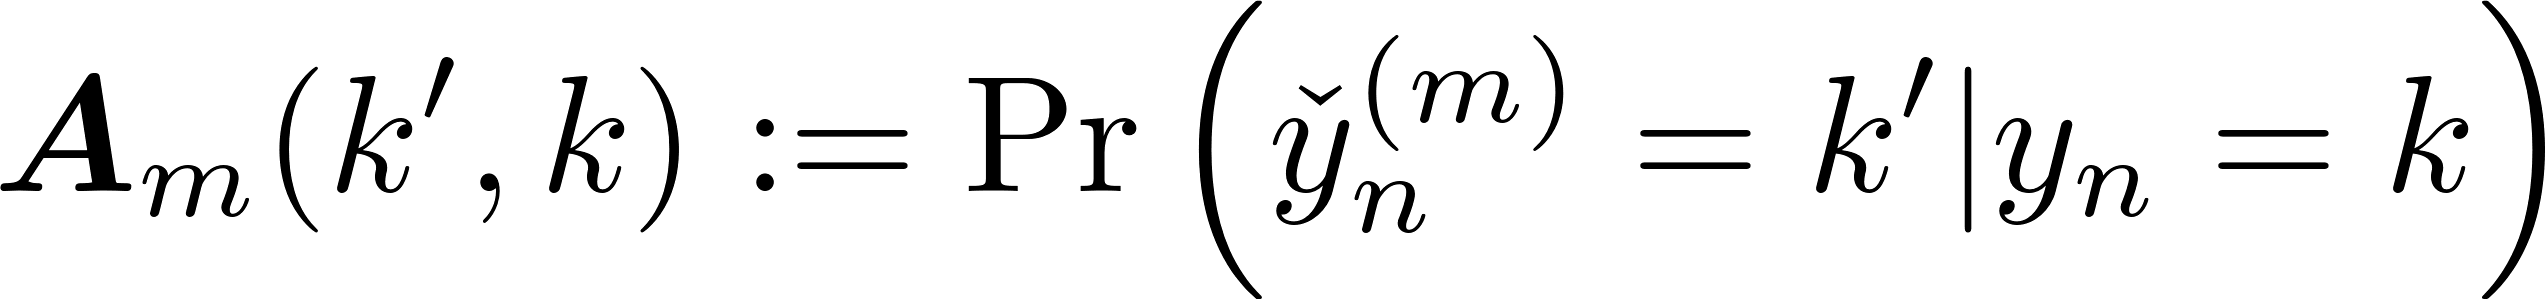 $\boldsymbol{A}_m(k', k) := \Pr\left(\check{y}_n^{(m)} = k' | y_n = k\right)$